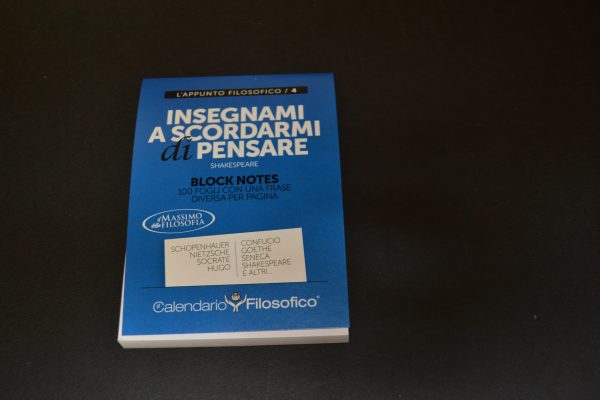 L'APPUNTO FILOSOFICO / 4
INSEGNAMI
A SCORDARMI
di PENSARE
SHAKESPEARE
BLOCK NOTES
100 FOGLI CON UNA FRASE
DIVERSA PER PAGINA
il MASSIMO
della FILOSOFIA
SCHOPENHAUER
NIETZSCHE
SOCRATE
HUGO
CONFUCIO
GOETHE
SENECA
SHAKESPEARE
E ALTRI...
il Calendario Filosofico®